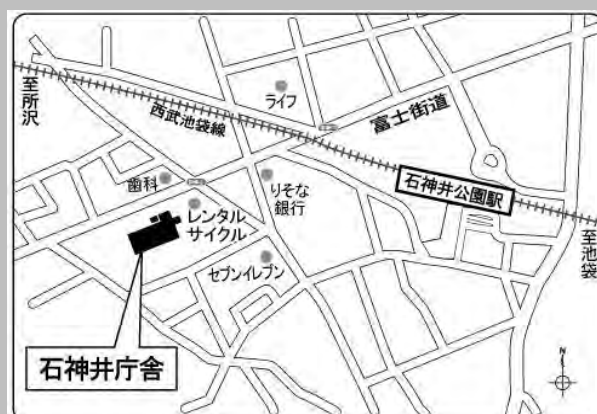 至所沢
西武池袋線
ライフ
富士街道
歯科
りそな
銀行
石神井公園駅
レンタル
サイクル
至池袋
セブンイレブン
石神井庁舎
N